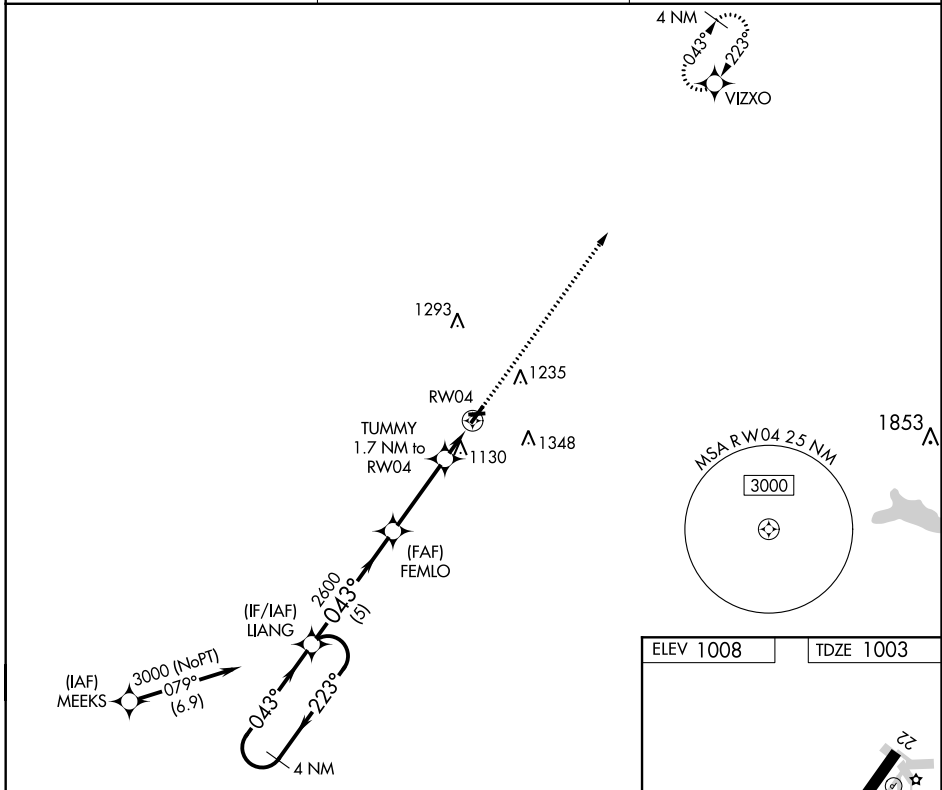 4 NM
043°
223°
VIZXO
1293
1235
RW04
TUMMY
1.7 NM to
RW04
1130
1348
1853
MSA RW04 25 NM
3000
(FAF)
FEMLO
2600
043°
(5)
(IF/IAF)
LIANG
(IAF)
MEEKS
3000 (NoPT)
079°
(6.9)
043°
223°
4 NM
ELEV 1008
TDZE 1003
22